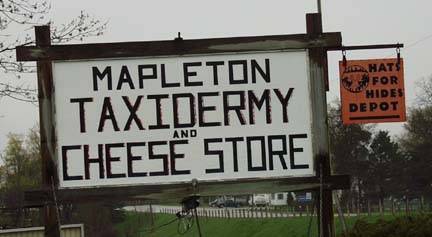 MAPLETON
TAXIDERMY
AND
CHEESE STORE
HATS
FOR
HIDES
DEPOT